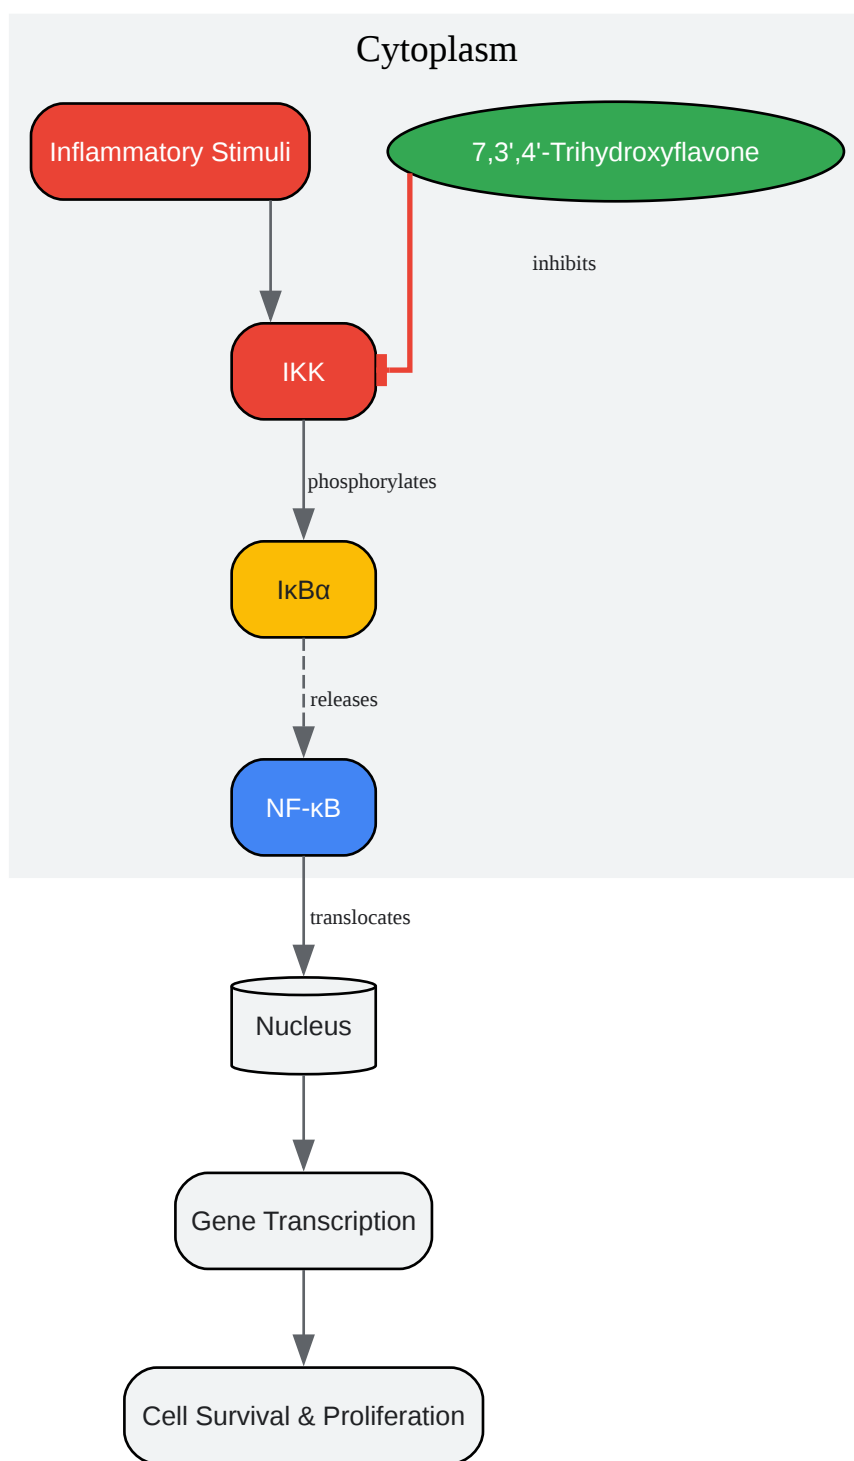 Cytoplasm
Inflammatory Stimuli
7,3',4'-Trihydroxyflavone
inhibits
IKK
phosphorylates
IκBα
releases
NF-κB
translocates
Nucleus
Gene Transcription
Cell Survival & Proliferation